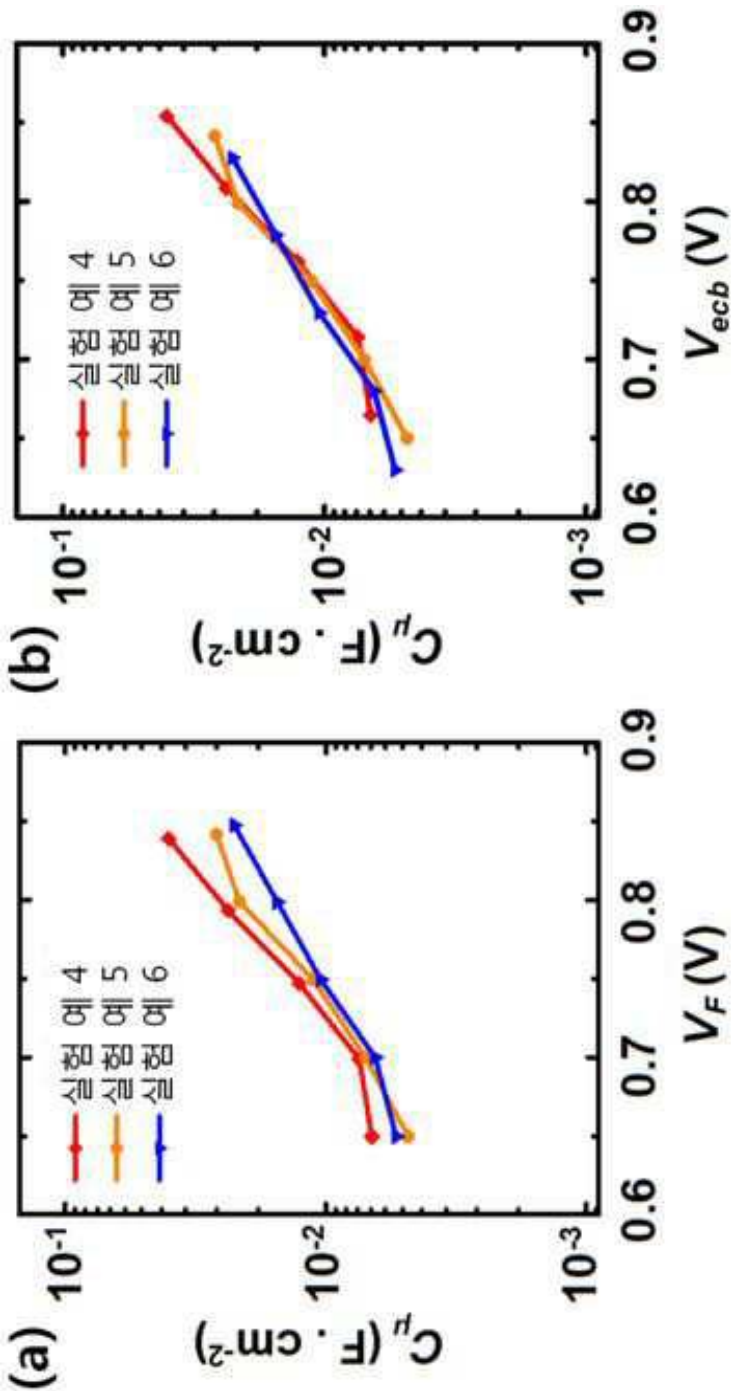 (a)
C_μ (F . cm⁻²)
10⁻¹
10⁻²
10⁻³
실험 예 4
실험 예 5
실험 예 6
0.6 0.7 0.8 0.9
V_F (V)
(b)
C_μ (F . cm⁻²)
10⁻¹
10⁻²
10⁻³
실험 예 4
실험 예 5
실험 예 6
0.6 0.7 0.8 0.9
V_ecb (V)